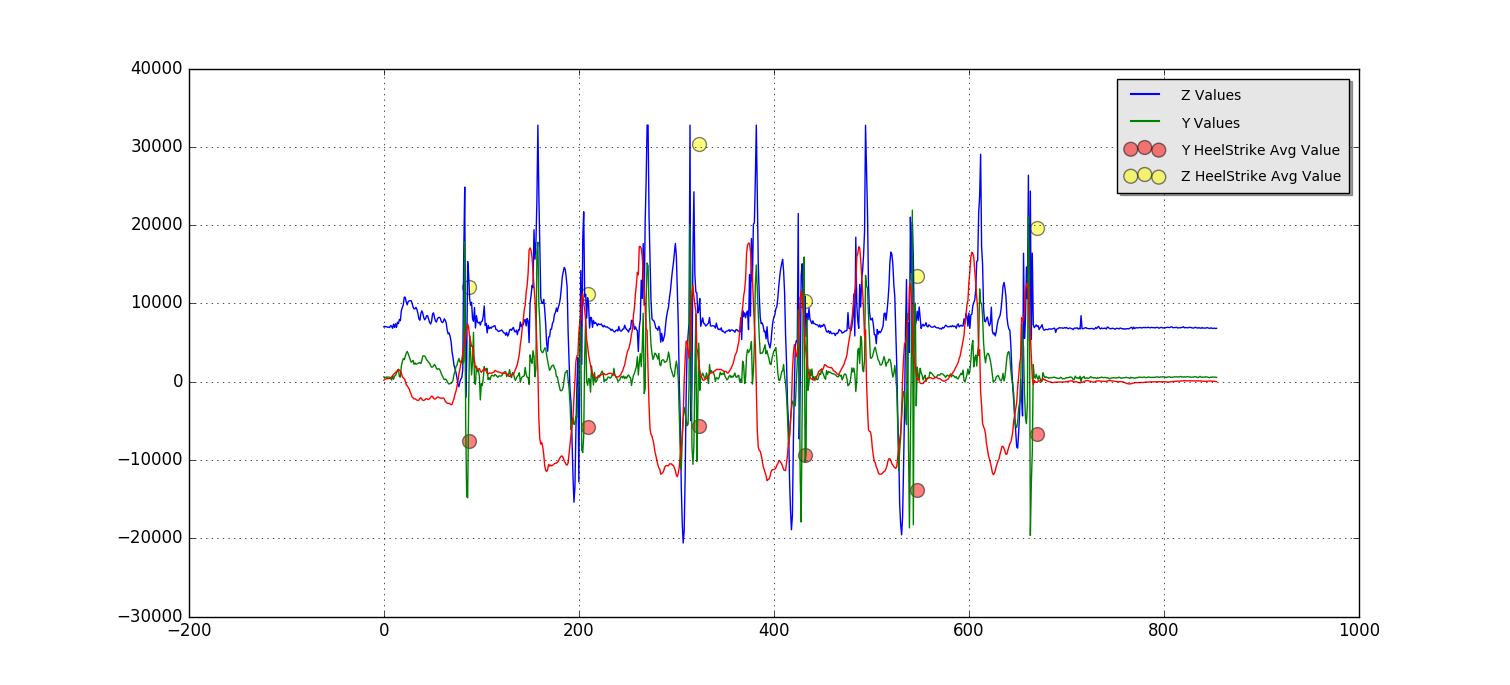 40000
30000
20000
10000
0
−10000
−20000
−30000
−200 0 200 400 600 800 1000
Z Values
Y Values
Y HeelStrike Avg Value
Z HeelStrike Avg Value